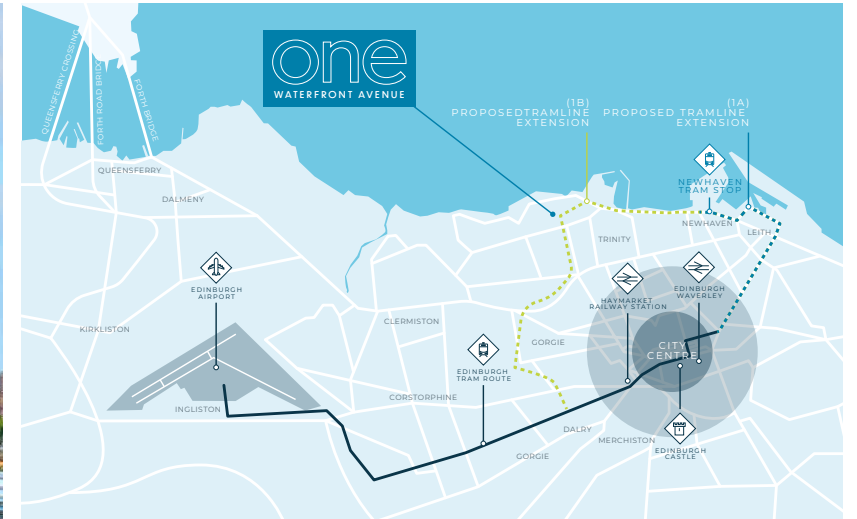 one
WATERFRONT AVENUE
QUEENSFERRY CROSSING
FORTH ROAD BRIDGE
FORTH BRIDGE
(1B)
PROPOSEDTRAMLINE
EXTENSION
(1A)
PROPOSED TRAMLINE
EXTENSION
QUEENSFERRY
DALMENY
NEWHAVEN
TRAM STOP
NEWHAVEN
LEITH
TRINITY
EDINBURGH
AIRPORT
HAYMARKET
RAILWAY STATION
EDINBURGH
WAVERLEY
KIRKLISTON
CLERMISTON
GORGIE
CITY
CENTRE
EDINBURGH
TRAM ROUTE
CORSTORPHINE
INGLISTON
DALRY
MERCHISTON
GORGIE
EDINBURGH
CASTLE